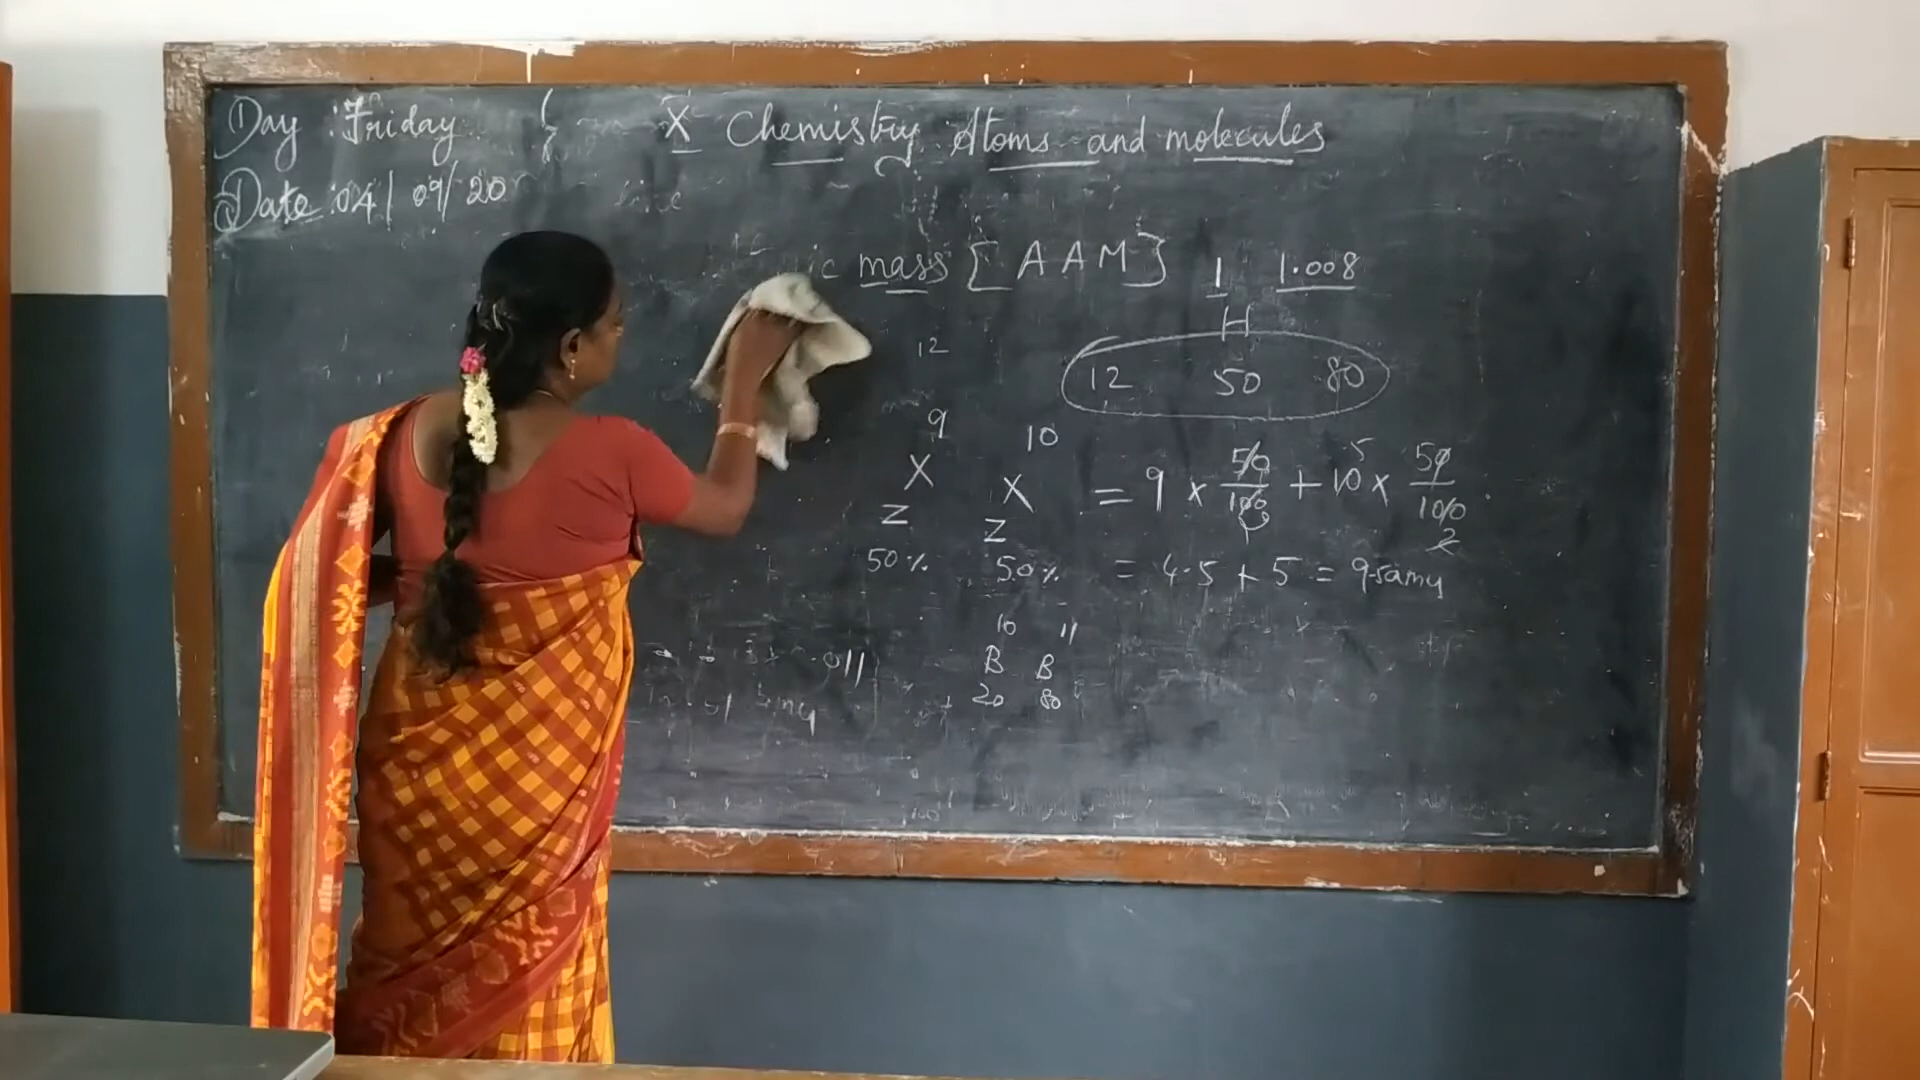 Day : Friday
X Chemistry Atoms and molecules
Date : 04/09/20
mass [AAM] 1 1.008
H
12
12 50 80
9 10
X X = 9 x 50/100 + 10 x 50/100
5
2
Z Z
50% 50% = 4.5 + 5 = 9.5amu
10 11
B B
20 80